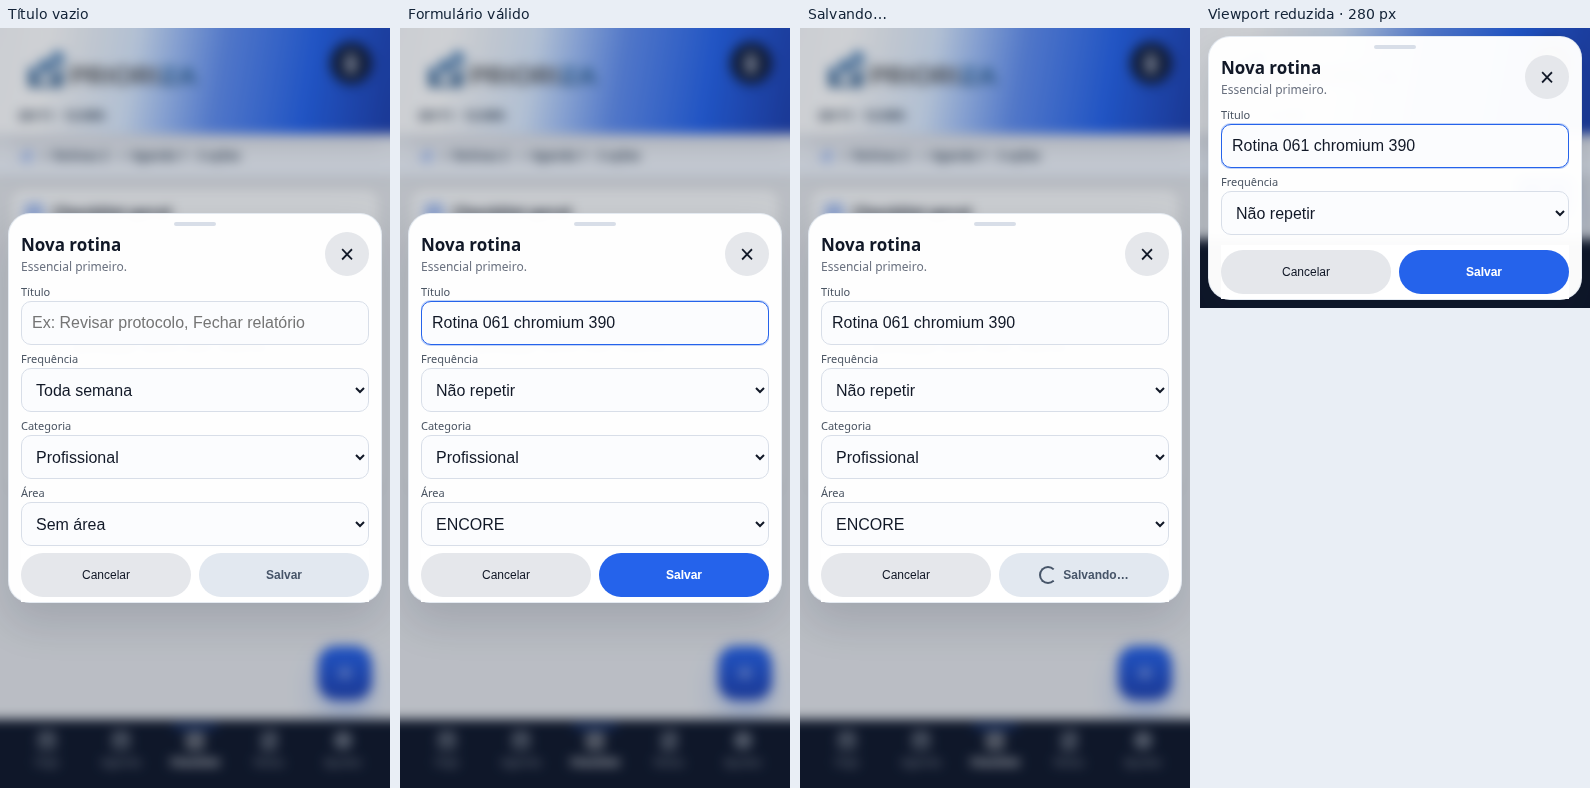 Título vazio
Nova rotina
Essencial primeiro.
Título
Ex: Revisar protocolo, Fechar relatório
Frequência
Toda semana
Categoria
Profissional
Área
Sem área
Cancelar
Salvar
Formulário válido
Nova rotina
Essencial primeiro.
Título
Rotina 061 chromium 390
Frequência
Não repetir
Categoria
Profissional
Área
ENCORE
Cancelar
Salvar
Salvando…
Nova rotina
Essencial primeiro.
Título
Rotina 061 chromium 390
Frequência
Não repetir
Categoria
Profissional
Área
ENCORE
Cancelar
Salvando…
Viewport reduzida · 280 px
Nova rotina
Essencial primeiro.
Título
Rotina 061 chromium 390
Frequência
Não repetir
Cancelar
Salvar